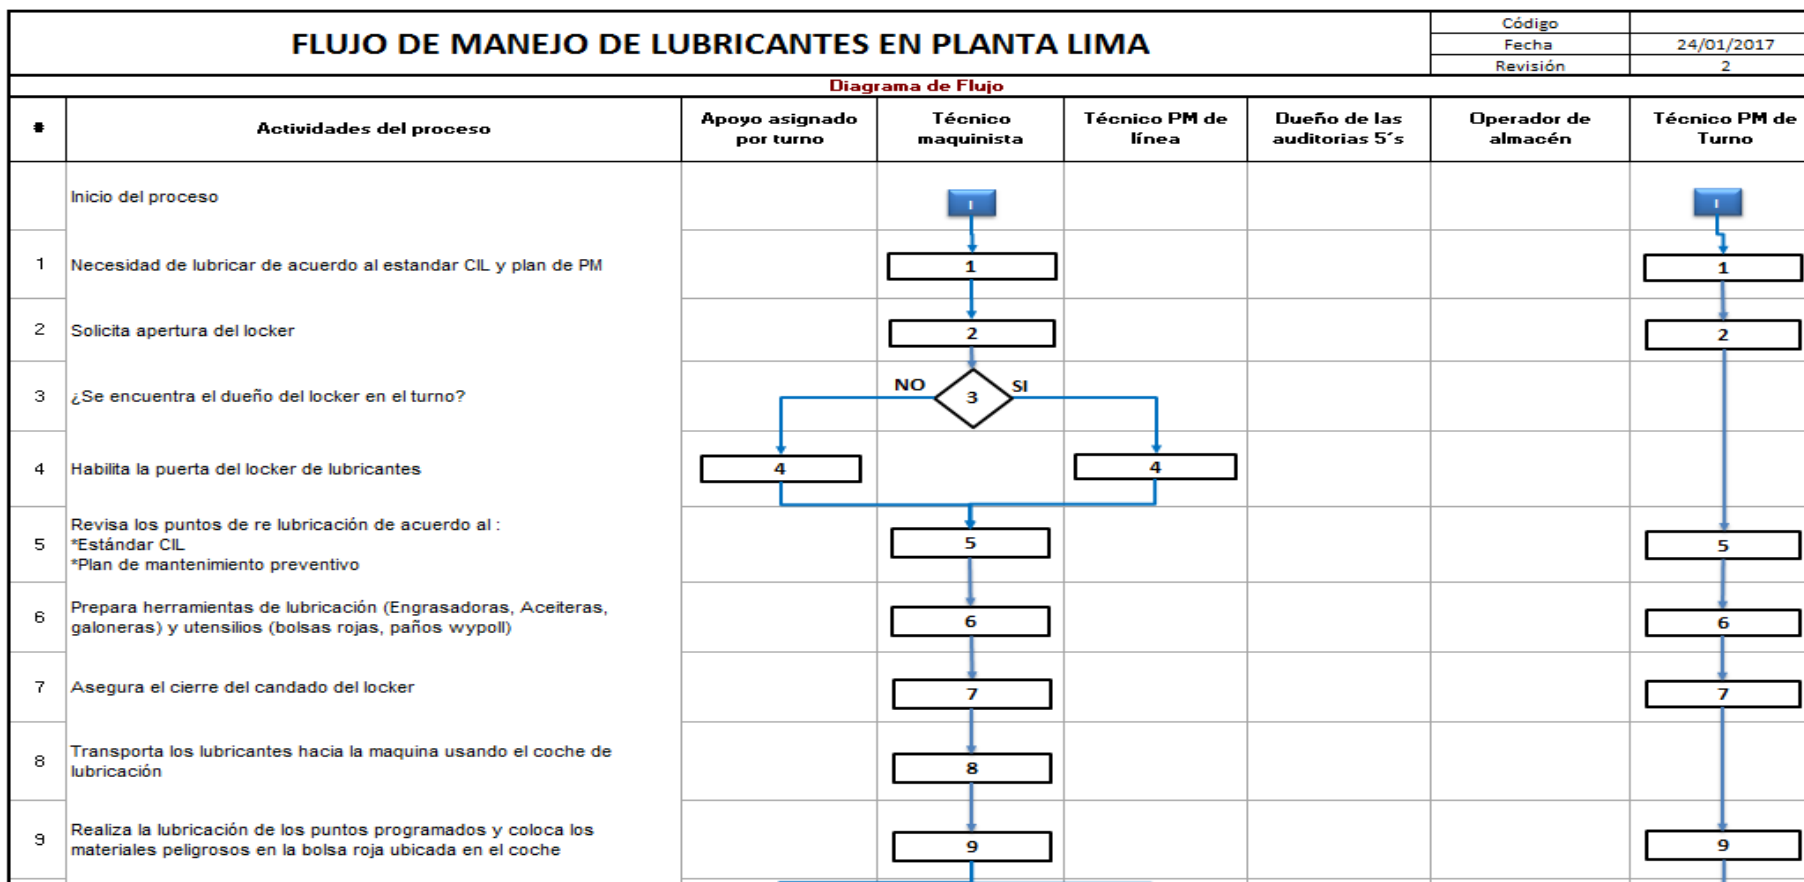 FLUJO DE MANEJO DE LUBRICANTES EN PLANTA LIMA
Código
Fecha 24/01/2017
Revisión 2
Diagrama de Flujo
# Actividades del proceso Apoyo asignado por turno Técnico maquinista Técnico PM de línea Dueño de las auditorias 5´s Operador de almacén Técnico PM de Turno
Inicio del proceso I I
1 Necesidad de lubricar de acuerdo al estandar CIL y plan de PM 1 1
2 Solicita apertura del locker 2 2
3 ¿Se encuentra el dueño del locker en el turno? NO 3 SI
4 Habilita la puerta del locker de lubricantes 4 4
5 Revisa los puntos de re lubricación de acuerdo al :
*Estándar CIL
*Plan de mantenimiento preventivo
5 5
6 Prepara herramientas de lubricación (Engrasadoras, Aceiteras,
galoneras) y utensilios (bolsas rojas, paños wypoll)
6 6
7 Asegura el cierre del candado del locker 7 7
8 Transporta los lubricantes hacia la maquina usando el coche de
lubricación
8
9 Realiza la lubricación de los puntos programados y coloca los
materiales peligrosos en la bolsa roja ubicada en el coche
9 9